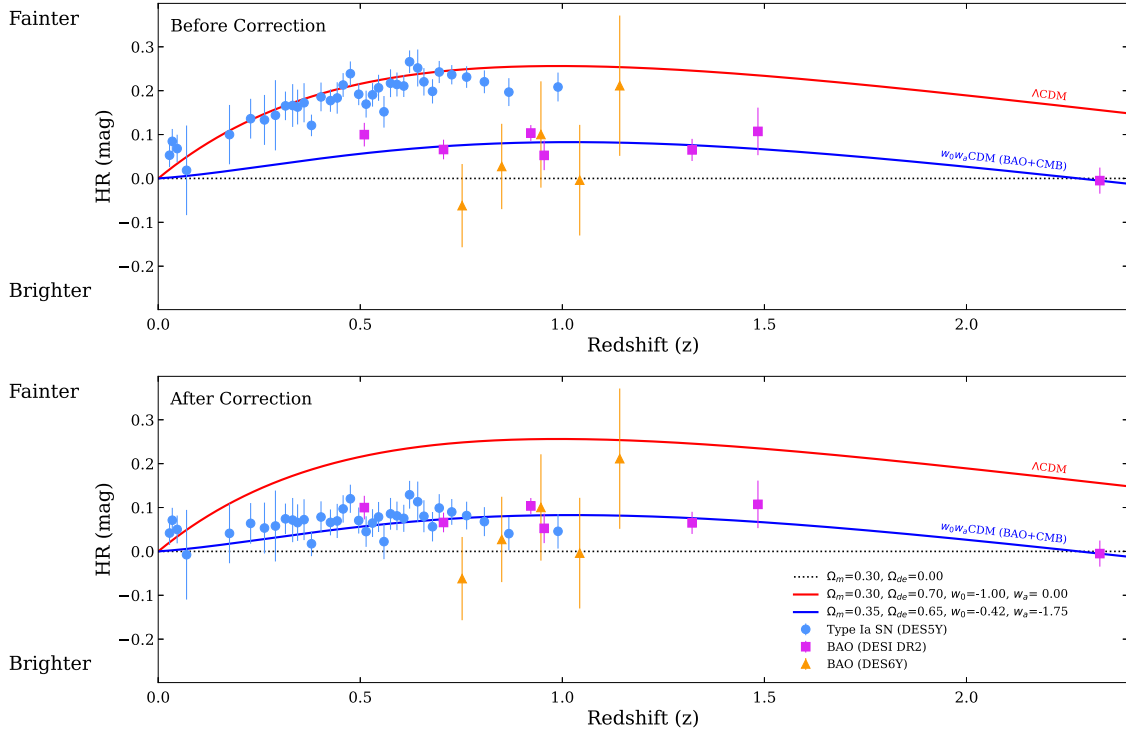 Fainter
Before Correction
0.3
0.2
0.1
0.0
−0.1
−0.2
HR (mag)
ΛCDM
w₀wₐCDM (BAO+CMB)
Brighter
0.0
0.5
1.0
1.5
2.0
Redshift (z)
Fainter
After Correction
0.3
0.2
0.1
0.0
−0.1
−0.2
HR (mag)
ΛCDM
w₀wₐCDM (BAO+CMB)
Ωₘ=0.30, Ω_de=0.00
Ωₘ=0.30, Ω_de=0.70, w₀=-1.00, wₐ= 0.00
Ωₘ=0.35, Ω_de=0.65, w₀=-0.42, wₐ=-1.75
Type Ia SN (DES5Y)
BAO (DESI DR2)
BAO (DES6Y)
Brighter
0.0
0.5
1.0
1.5
2.0
Redshift (z)